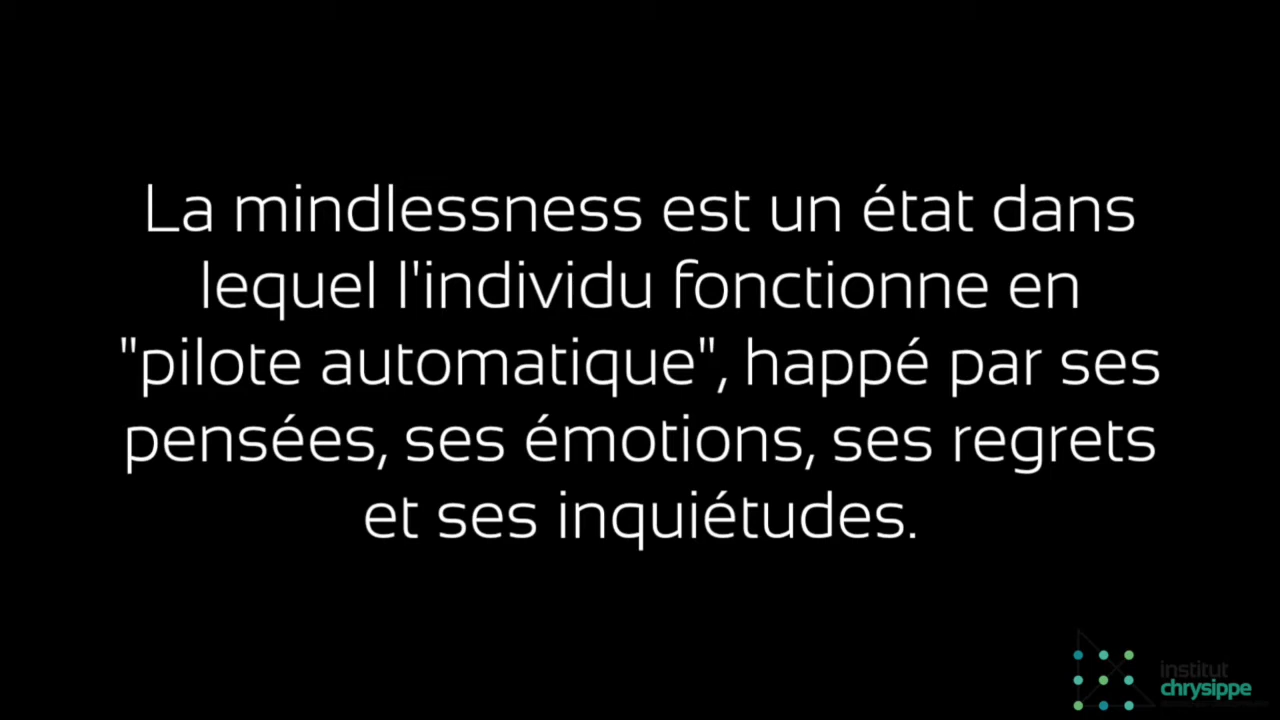 La mindlessness est un état dans
lequel l'individu fonctionne en
"pilote automatique", happé par ses
pensées, ses émotions, ses regrets
et ses inquiétudes.
institut
chrysippe